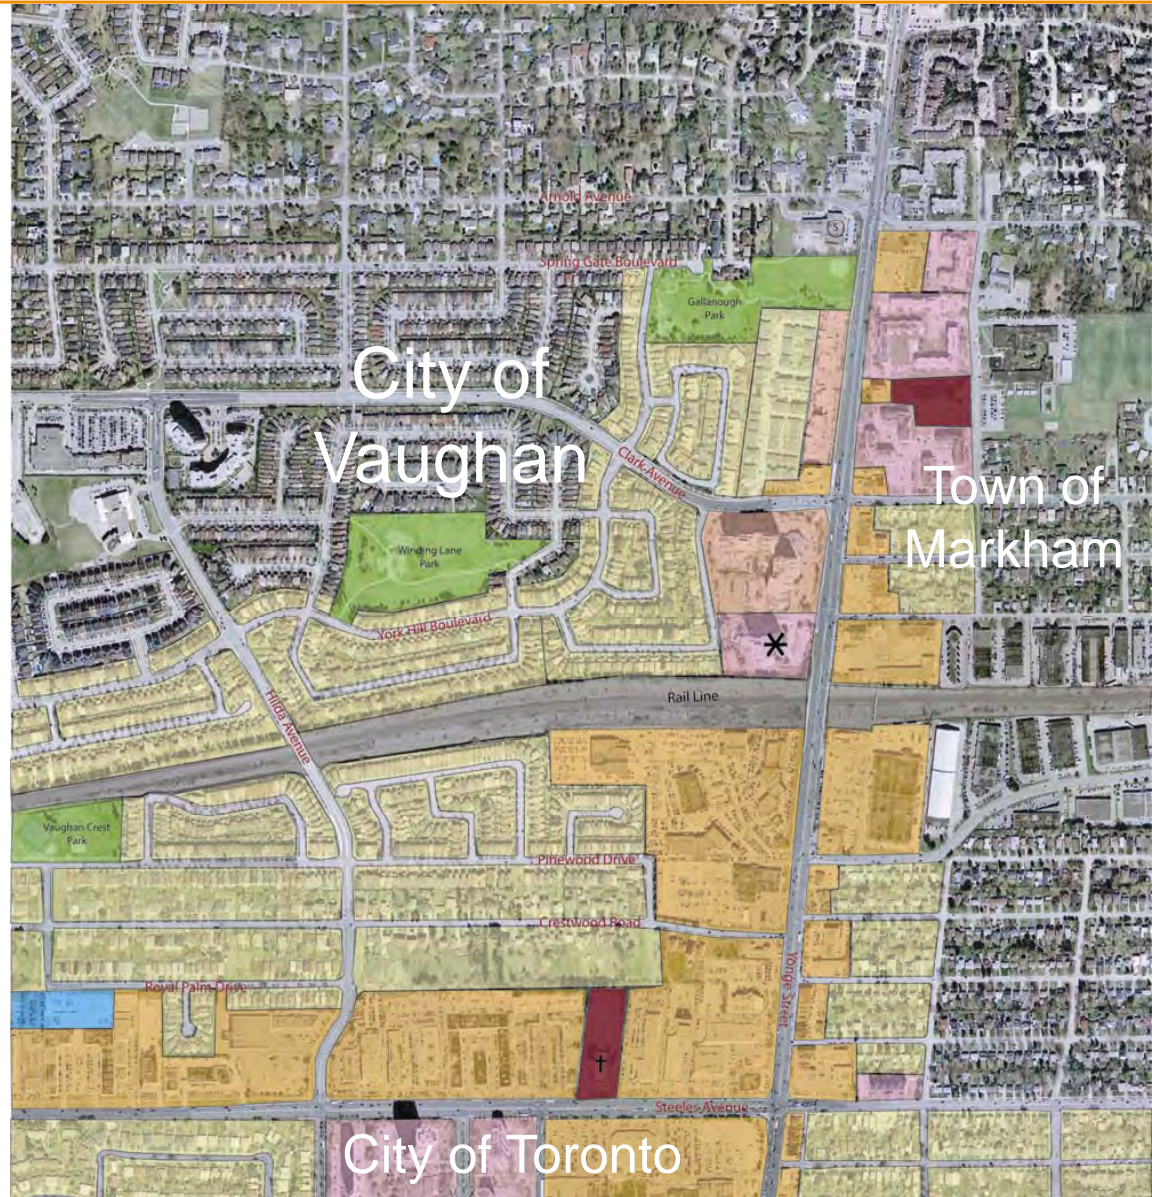 Arnold Avenue
S
Spring Gate Boulevard
Gallanough
Park
City of
Vaughan
Clark Avenue
Town of
Markham
Winding Lane
Park
York Hill Boulevard
Rail Line
Hilda Avenue
Vaughan Crest
Park
Pinewood Drive
Crestwood Road
Yonge Street
Royal Palm Drive
Steeles Avenue
City of Toronto